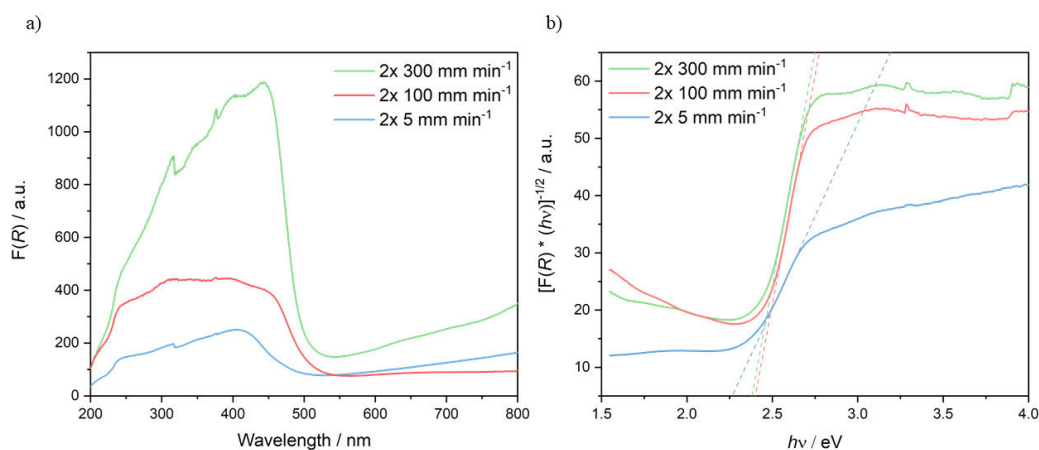 a)
F(R) / a.u.
1200
1000
800
600
400
200
0
2x 300 mm min⁻¹
2x 100 mm min⁻¹
2x 5 mm min⁻¹
200 300 400 500 600 700 800
Wavelength / nm
b)
[F(R) * (hν)]⁻¹/² / a.u.
60
50
40
30
20
10
2x 300 mm min⁻¹
2x 100 mm min⁻¹
2x 5 mm min⁻¹
1.5 2.0 2.5 3.0 3.5 4.0
hν / eV